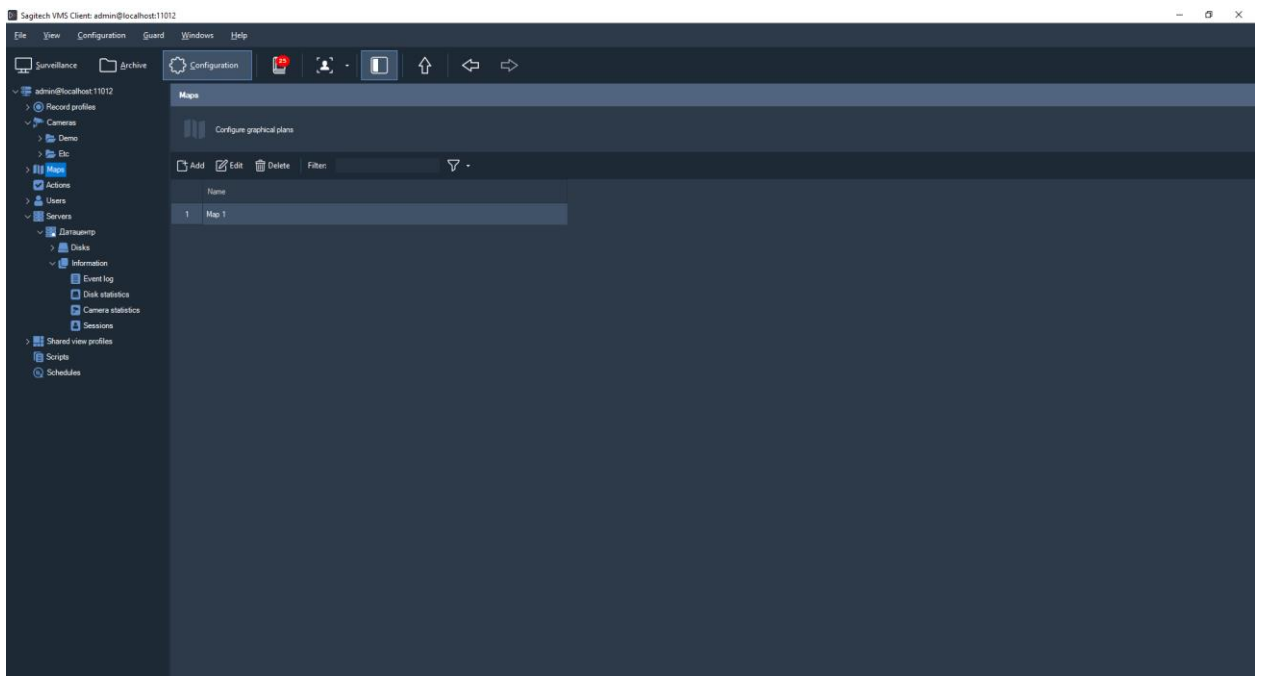 Sagitech VMS Client: admin@localhost:11012
File View Configuration Guard Windows Help
Surveillance Archive Configuration 25
admin@localhost:11012
Record profiles
Cameras
Demo
Etc
Maps
Actions
Users
Servers
Датацентр
Disks
Information
Event log
Disk statistics
Camera statistics
Sessions
Shared view profiles
Scripts
Schedules
Maps
Configure graphical plans
Add Edit Delete Filter:
Name
1 Map 1